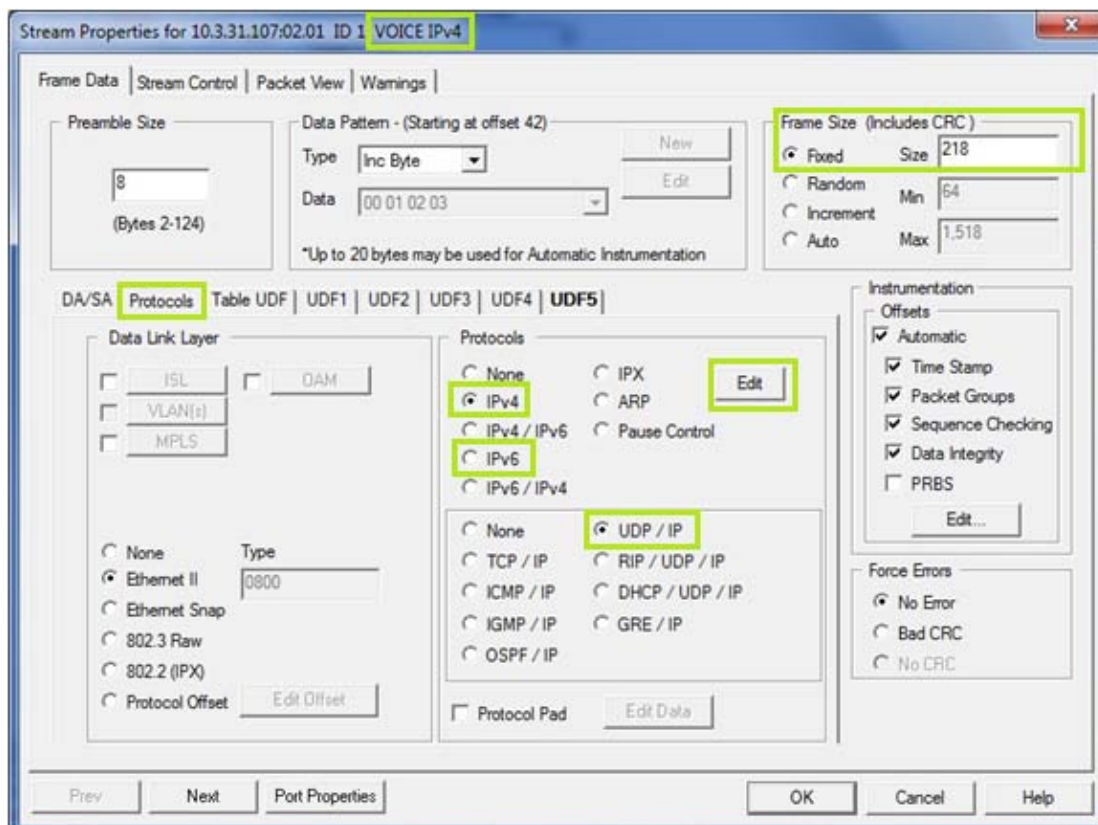 Stream Properties for 10.3.31.107:02.01 ID 1 VOICE IPv4
Frame Data Stream Control Packet View Warnings
Preamble Size
8
(Bytes 2-124)
Data Pattern - (Starting at offset 42)
Type Inc Byte
New
Data 00 01 02 03
Edit
*Up to 20 bytes may be used for Automatic Instrumentation
Frame Size (Includes CRC )
Fixed Size 218
Random Min 64
Increment
Auto Max 1,518
DA/SA Protocols Table UDF UDF1 UDF2 UDF3 UDF4 UDF5
Data Link Layer
ISL OAM
VLAN(s)
MPLS
None Type
Ethernet II 0800
Ethernet Snap
802.3 Raw
802.2 (IPX)
Protocol Offset Edit Offset
Protocols
None IPX Edit
IPv4 ARP
IPv4 / IPv6 Pause Control
IPv6
IPv6 / IPv4
None UDP / IP
TCP / IP RIP / UDP / IP
ICMP / IP DHCP / UDP / IP
IGMP / IP GRE / IP
OSPF / IP
Protocol Pad Edit Data
Instrumentation
Offsets
Automatic
Time Stamp
Packet Groups
Sequence Checking
Data Integrity
PRBS
Edit...
Force Errors
No Error
Bad CRC
No CRC
Prev Next Port Properties OK Cancel Help